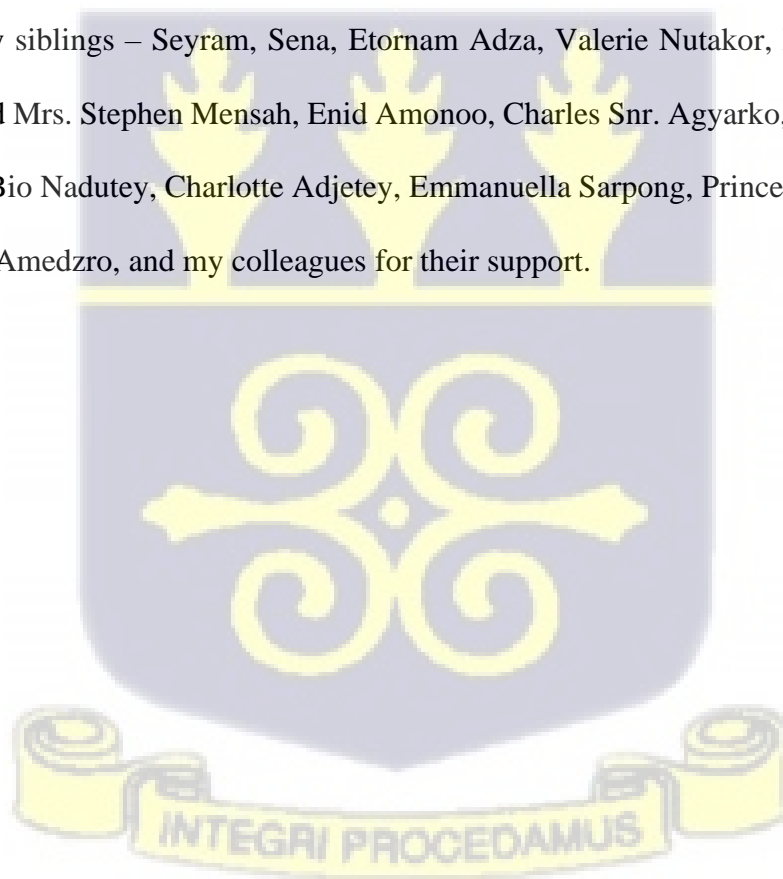 siblings – Seyram, Sena, Etornam Adza, Valerie Nutakor,
Mrs. Stephen Mensah, Enid Amonoo, Charles Snr. Agyarko,
Bio Nadutey, Charlotte Adjetey, Emmanuella Sarpong, Prince
Amedzro, and my colleagues for their support.
INTEGRI PROCEDAMUS